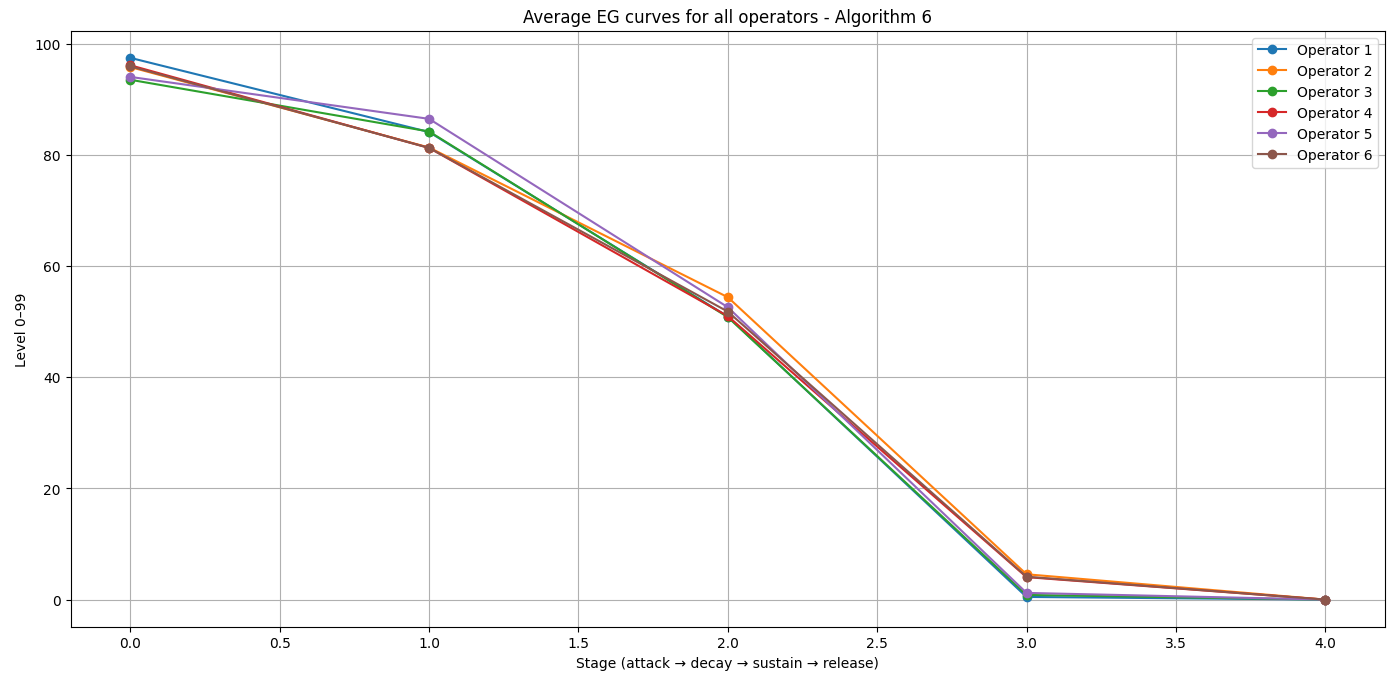 Average EG curves for all operators - Algorithm 6
100
80
60
40
20
0
Level 0–99
Operator 1
Operator 2
Operator 3
Operator 4
Operator 5
Operator 6
0.0 0.5 1.0 1.5 2.0 2.5 3.0 3.5 4.0
Stage (attack → decay → sustain → release)